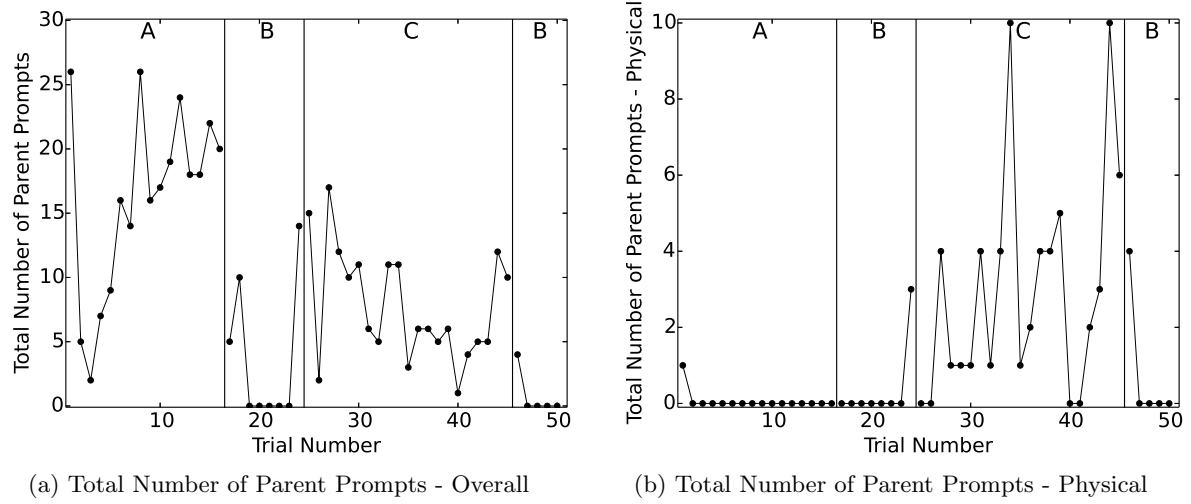 A B C B
30
25
20
15
10
5
0
10 20 30 40 50
Total Number of Parent Prompts
Trial Number
(a) Total Number of Parent Prompts - Overall
A B C B
10
8
6
4
2
0
10 20 30 40 50
Total Number of Parent Prompts - Physical
Trial Number
(b) Total Number of Parent Prompts - Physical